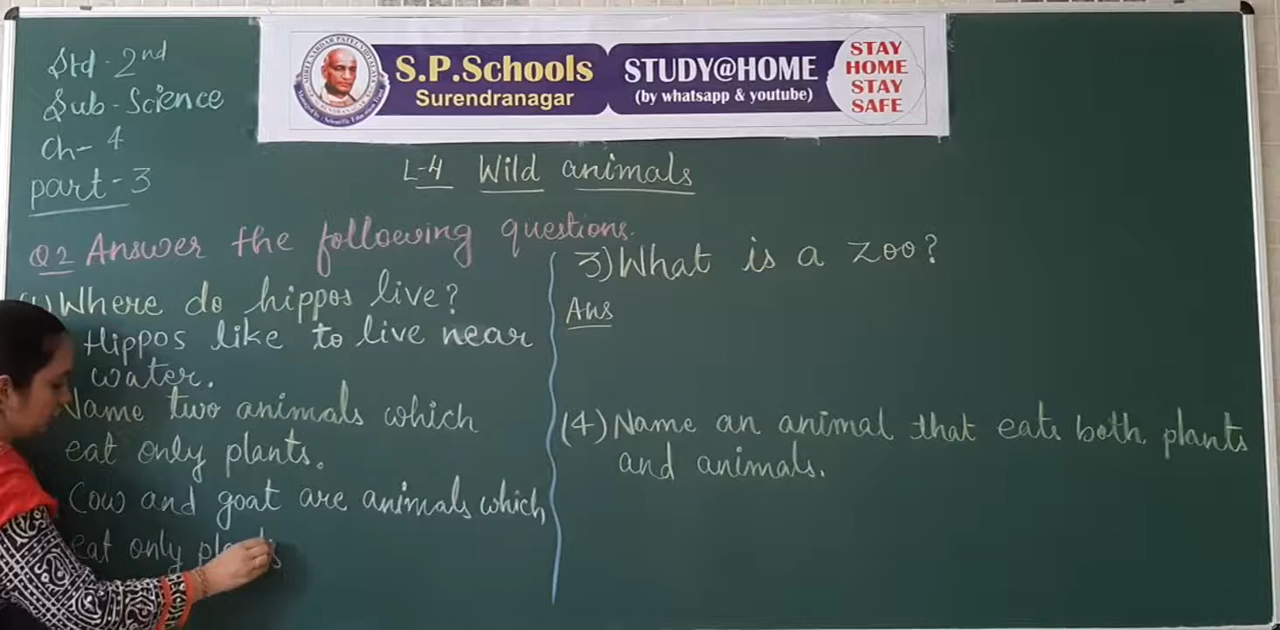 Std - 2nd
Sub - Science
Ch - 4
part - 3
S.P.Schools
Surendranagar
STUDY@HOME
(by whatsapp & youtube)
STAY
HOME
STAY
SAFE
L-4 Wild animals
Q2 Answer the following questions.
Where do hippos live?
Hippos like to live near
water.
Name two animals which
eat only plants.
Cow and goat are animals which
eat only
3) What is a zoo?
Ans
(4) Name an animal that eats both plants
and animals.